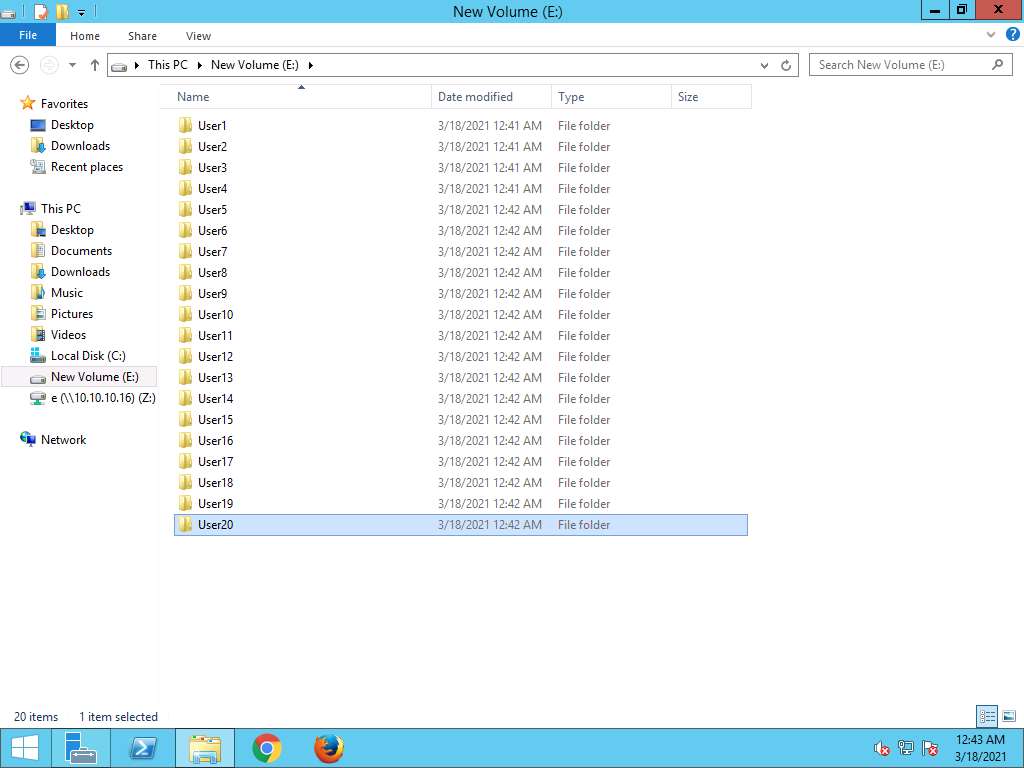 New Volume (E:)
File Home Share View
This PC New Volume (E:) Search New Volume (E:)
Favorites
Desktop
Downloads
Recent places
This PC
Desktop
Documents
Downloads
Music
Pictures
Videos
Local Disk (C:)
New Volume (E:)
e (\\10.10.10.16) (Z:)
Network
Name Date modified Type Size
User1 3/18/2021 12:41 AM File folder
User2 3/18/2021 12:41 AM File folder
User3 3/18/2021 12:41 AM File folder
User4 3/18/2021 12:41 AM File folder
User5 3/18/2021 12:42 AM File folder
User6 3/18/2021 12:42 AM File folder
User7 3/18/2021 12:42 AM File folder
User8 3/18/2021 12:42 AM File folder
User9 3/18/2021 12:42 AM File folder
User10 3/18/2021 12:42 AM File folder
User11 3/18/2021 12:42 AM File folder
User12 3/18/2021 12:42 AM File folder
User13 3/18/2021 12:42 AM File folder
User14 3/18/2021 12:42 AM File folder
User15 3/18/2021 12:42 AM File folder
User16 3/18/2021 12:42 AM File folder
User17 3/18/2021 12:42 AM File folder
User18 3/18/2021 12:42 AM File folder
User19 3/18/2021 12:42 AM File folder
User20 3/18/2021 12:42 AM File folder
20 items 1 item selected
12:43 AM
3/18/2021